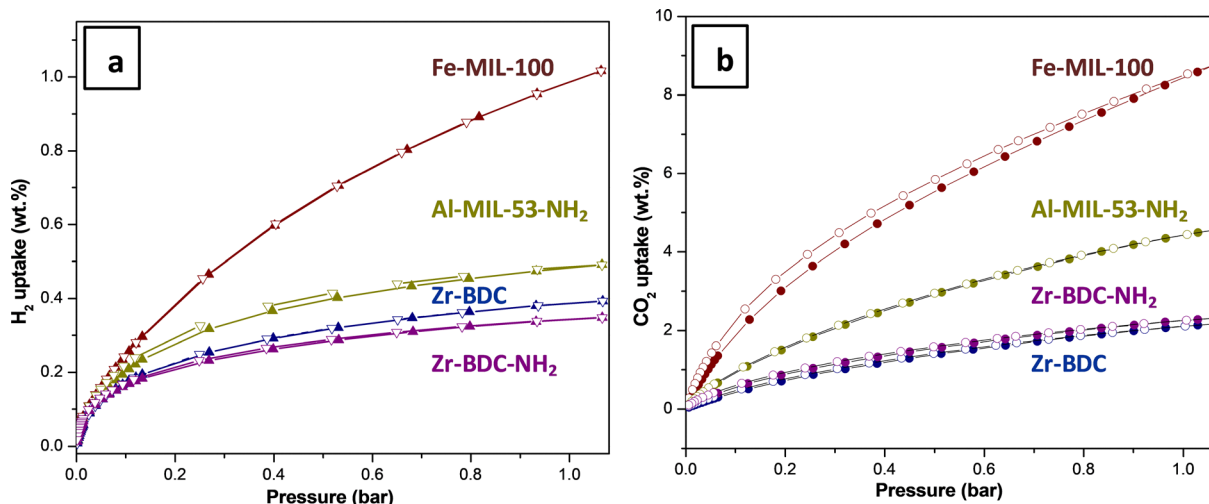 a
Fe-MIL-100
Al-MIL-53-NH₂
Zr-BDC
Zr-BDC-NH₂
H₂ uptake (wt.%)
1.0
0.8
0.6
0.4
0.2
0.0
0.0 0.2 0.4 0.6 0.8 1.0
Pressure (bar)
b
Fe-MIL-100
Al-MIL-53-NH₂
Zr-BDC-NH₂
Zr-BDC
CO₂ uptake (wt.%)
10
8
6
4
2
0
0.0 0.2 0.4 0.6 0.8 1.0
Pressure (bar)